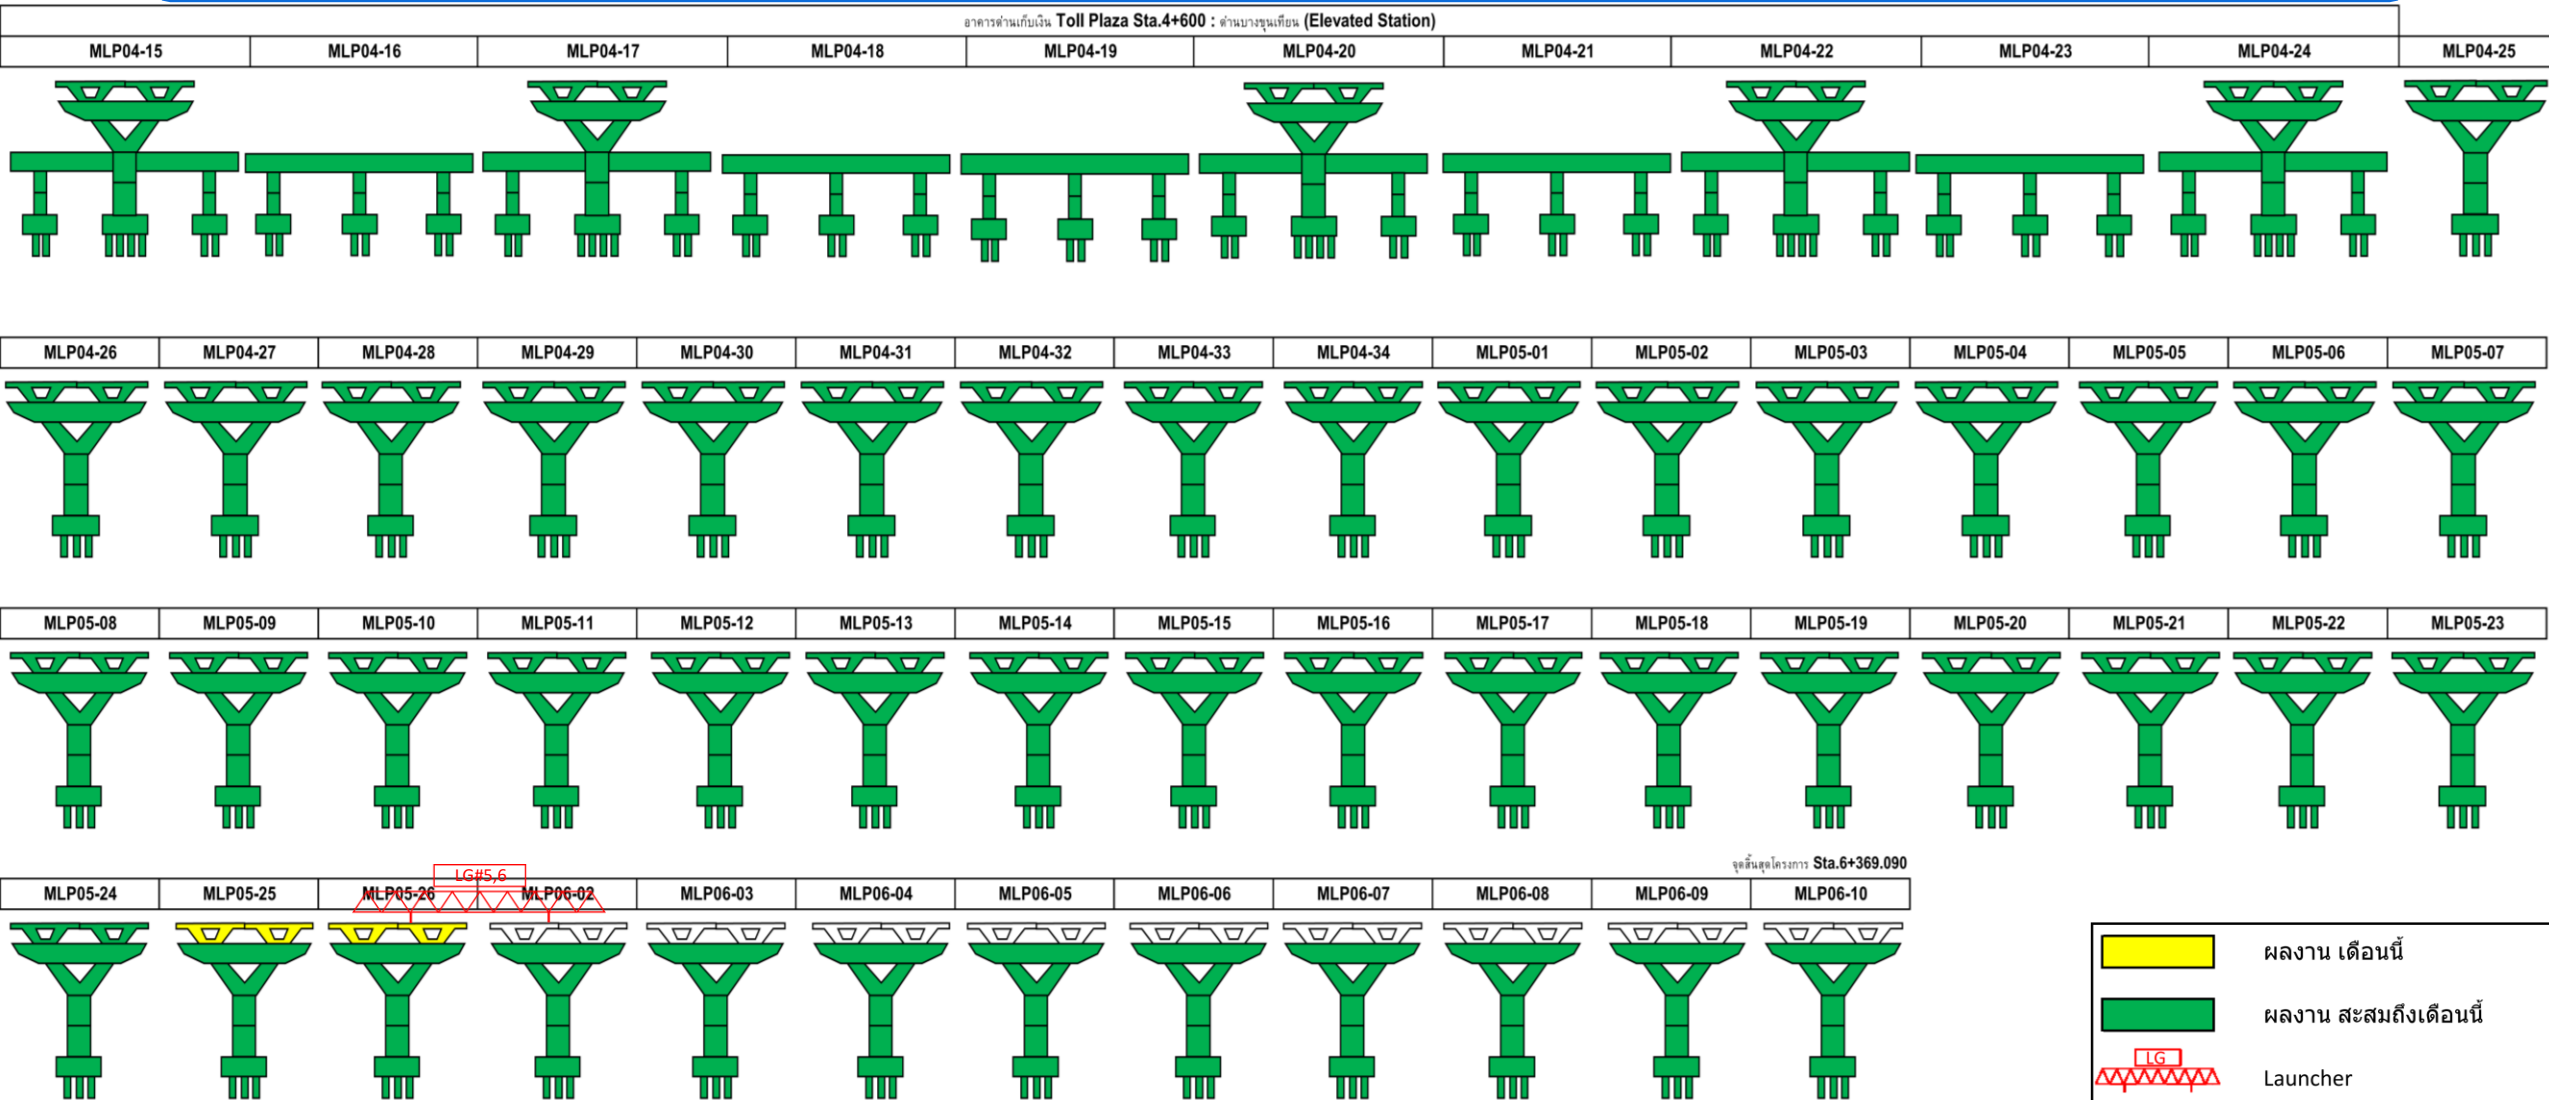 อาคารด่านเก็บเงิน Toll Plaza Sta.4+600 : ด่านบางขุนเทียน (Elevated Station)
MLP04-15 MLP04-16 MLP04-17 MLP04-18 MLP04-19 MLP04-20 MLP04-21 MLP04-22 MLP04-23 MLP04-24 MLP04-25
MLP04-26 MLP04-27 MLP04-28 MLP04-29 MLP04-30 MLP04-31 MLP04-32 MLP04-33 MLP04-34 MLP05-01 MLP05-02 MLP05-03 MLP05-04 MLP05-05 MLP05-06 MLP05-07
MLP05-08 MLP05-09 MLP05-10 MLP05-11 MLP05-12 MLP05-13 MLP05-14 MLP05-15 MLP05-16 MLP05-17 MLP05-18 MLP05-19 MLP05-20 MLP05-21 MLP05-22 MLP05-23
จุดสิ้นสุดโครงการ Sta.6+369.090
LG#5,6
MLP05-24 MLP05-25 MLP05-26 MLP06-02 MLP06-03 MLP06-04 MLP06-05 MLP06-06 MLP06-07 MLP06-08 MLP06-09 MLP06-10
ผลงาน เดือนนี้
ผลงาน สะสมถึงเดือนนี้
LG
Launcher